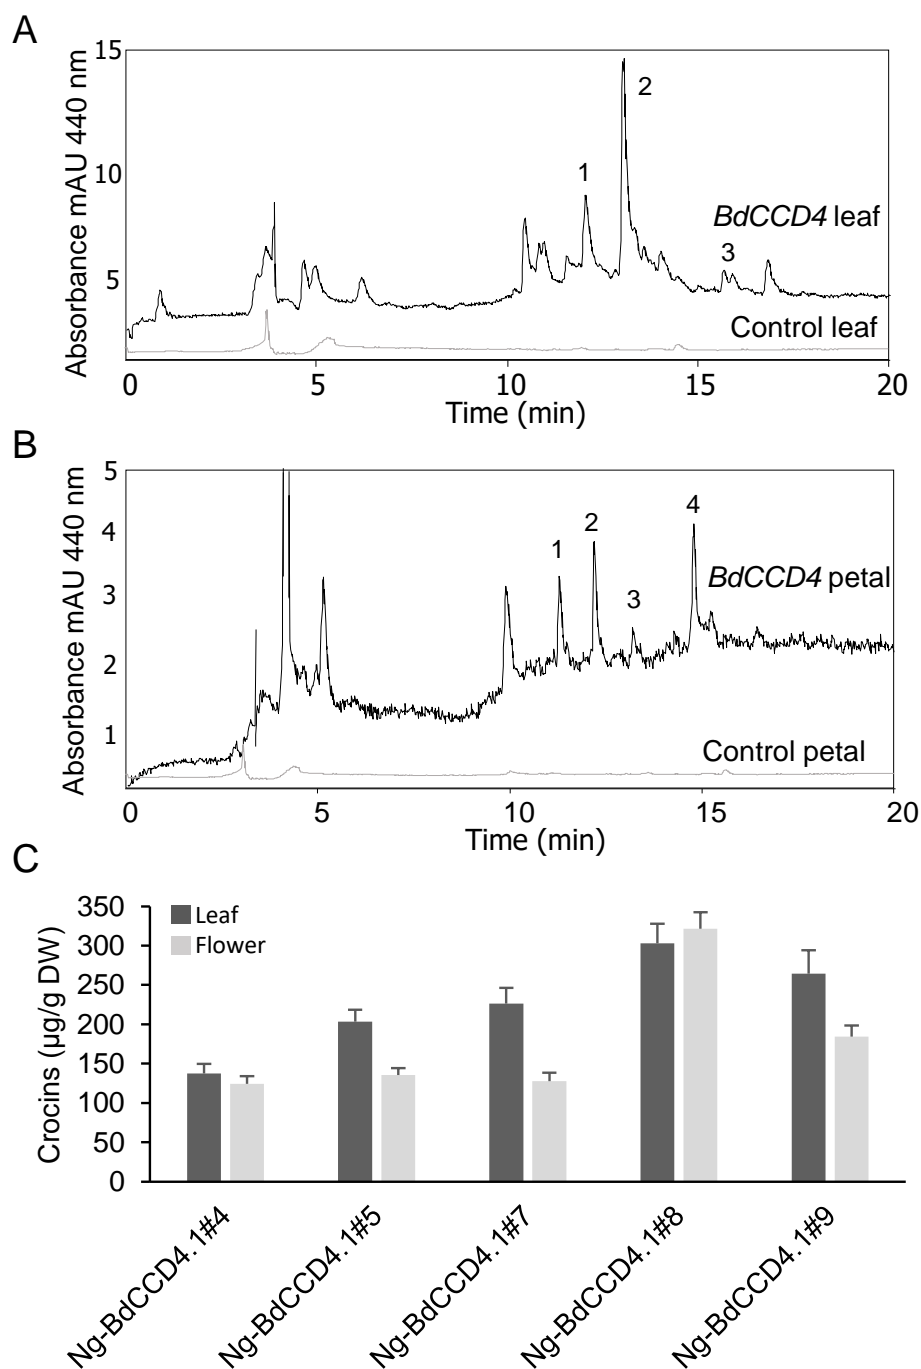 A
Absorbance mAU 440 nm
15
10
5
1
2
3
BdCCD4 leaf
Control leaf
0 5 10 15 20
Time (min)
B
Absorbance mAU 440 nm
5
4
3
2
1
1
2
3
4
BdCCD4 petal
Control petal
0 5 10 15 20
Time (min)
C
Crocins (µg/g DW)
350
300
250
200
150
100
50
0
Leaf
Flower
Ng-BdCCD4.1#4
Ng-BdCCD4.1#5
Ng-BdCCD4.1#7
Ng-BdCCD4.1#8
Ng-BdCCD4.1#9